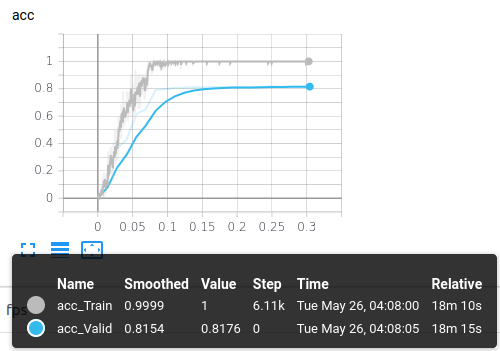 acc
1
0.8
0.6
0.4
0.2
0
0 0.05 0.1 0.15 0.2 0.25 0.3
fps
Name Smoothed Value Step Time Relative
acc_Train 0.9999 1 6.11k Tue May 26, 04:08:00 18m 10s
acc_Valid 0.8154 0.8176 0 Tue May 26, 04:08:05 18m 15s